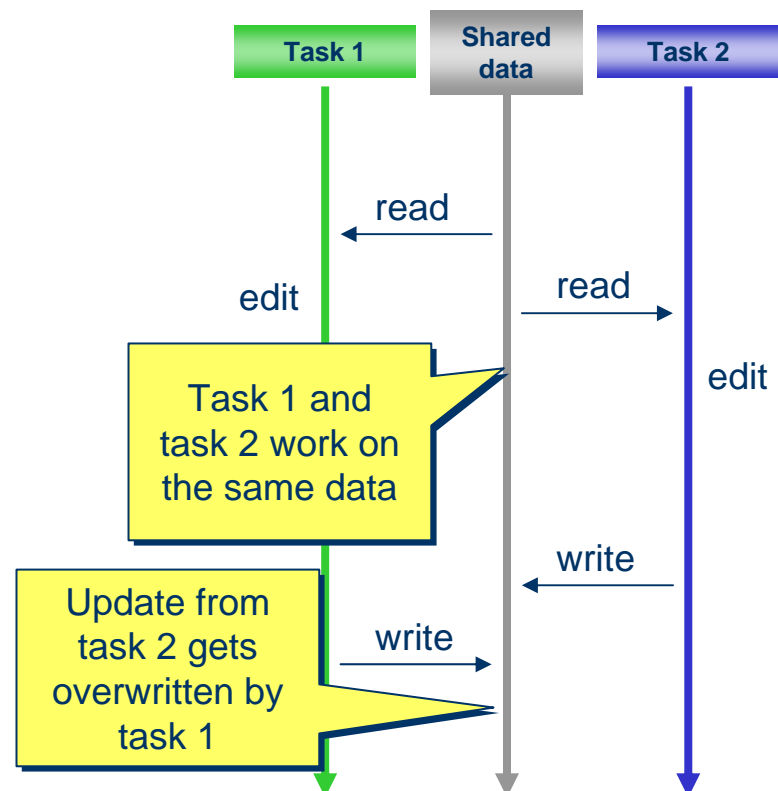 Task 1
Shared
data
Task 2
read
edit
read
Task 1 and
task 2 work on
the same data
edit
write
Update from
task 2 gets
overwritten by
task 1
write